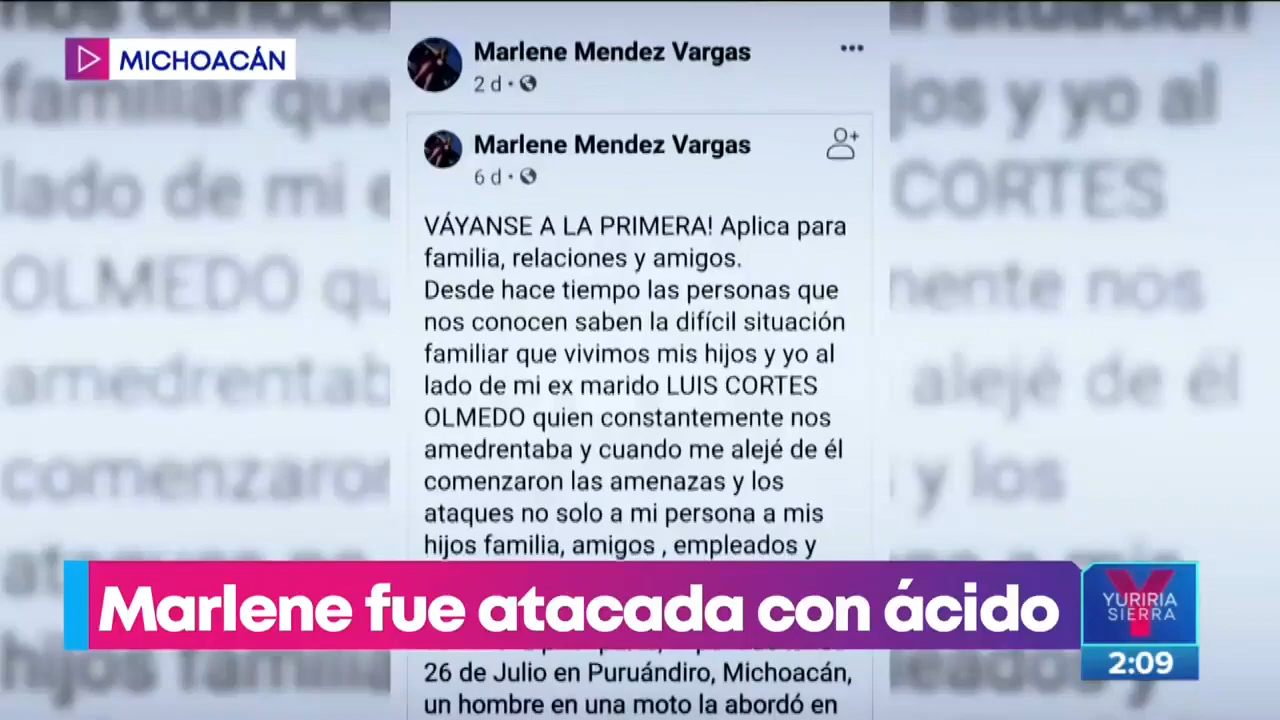 MICHOACÁN
Marlene Mendez Vargas
2 d
Marlene Mendez Vargas
6 d
VÁYANSE A LA PRIMERA! Aplica para
familia, relaciones y amigos.
Desde hace tiempo las personas que
nos conocen saben la difícil situación
familiar que vivimos mis hijos y yo al
lado de mi ex marido LUIS CORTES
OLMEDO quien constantemente nos
amedrentaba y cuando me alejé de él
comenzaron las amenazas y los
ataques no solo a mi persona a mis
hijos familia, amigos , empleados y
Marlene fue atacada con ácido
26 de Julio en Puruándiro, Michoacán,
un hombre en una moto la abordó en
YURIRIA
SIERRA
2:09